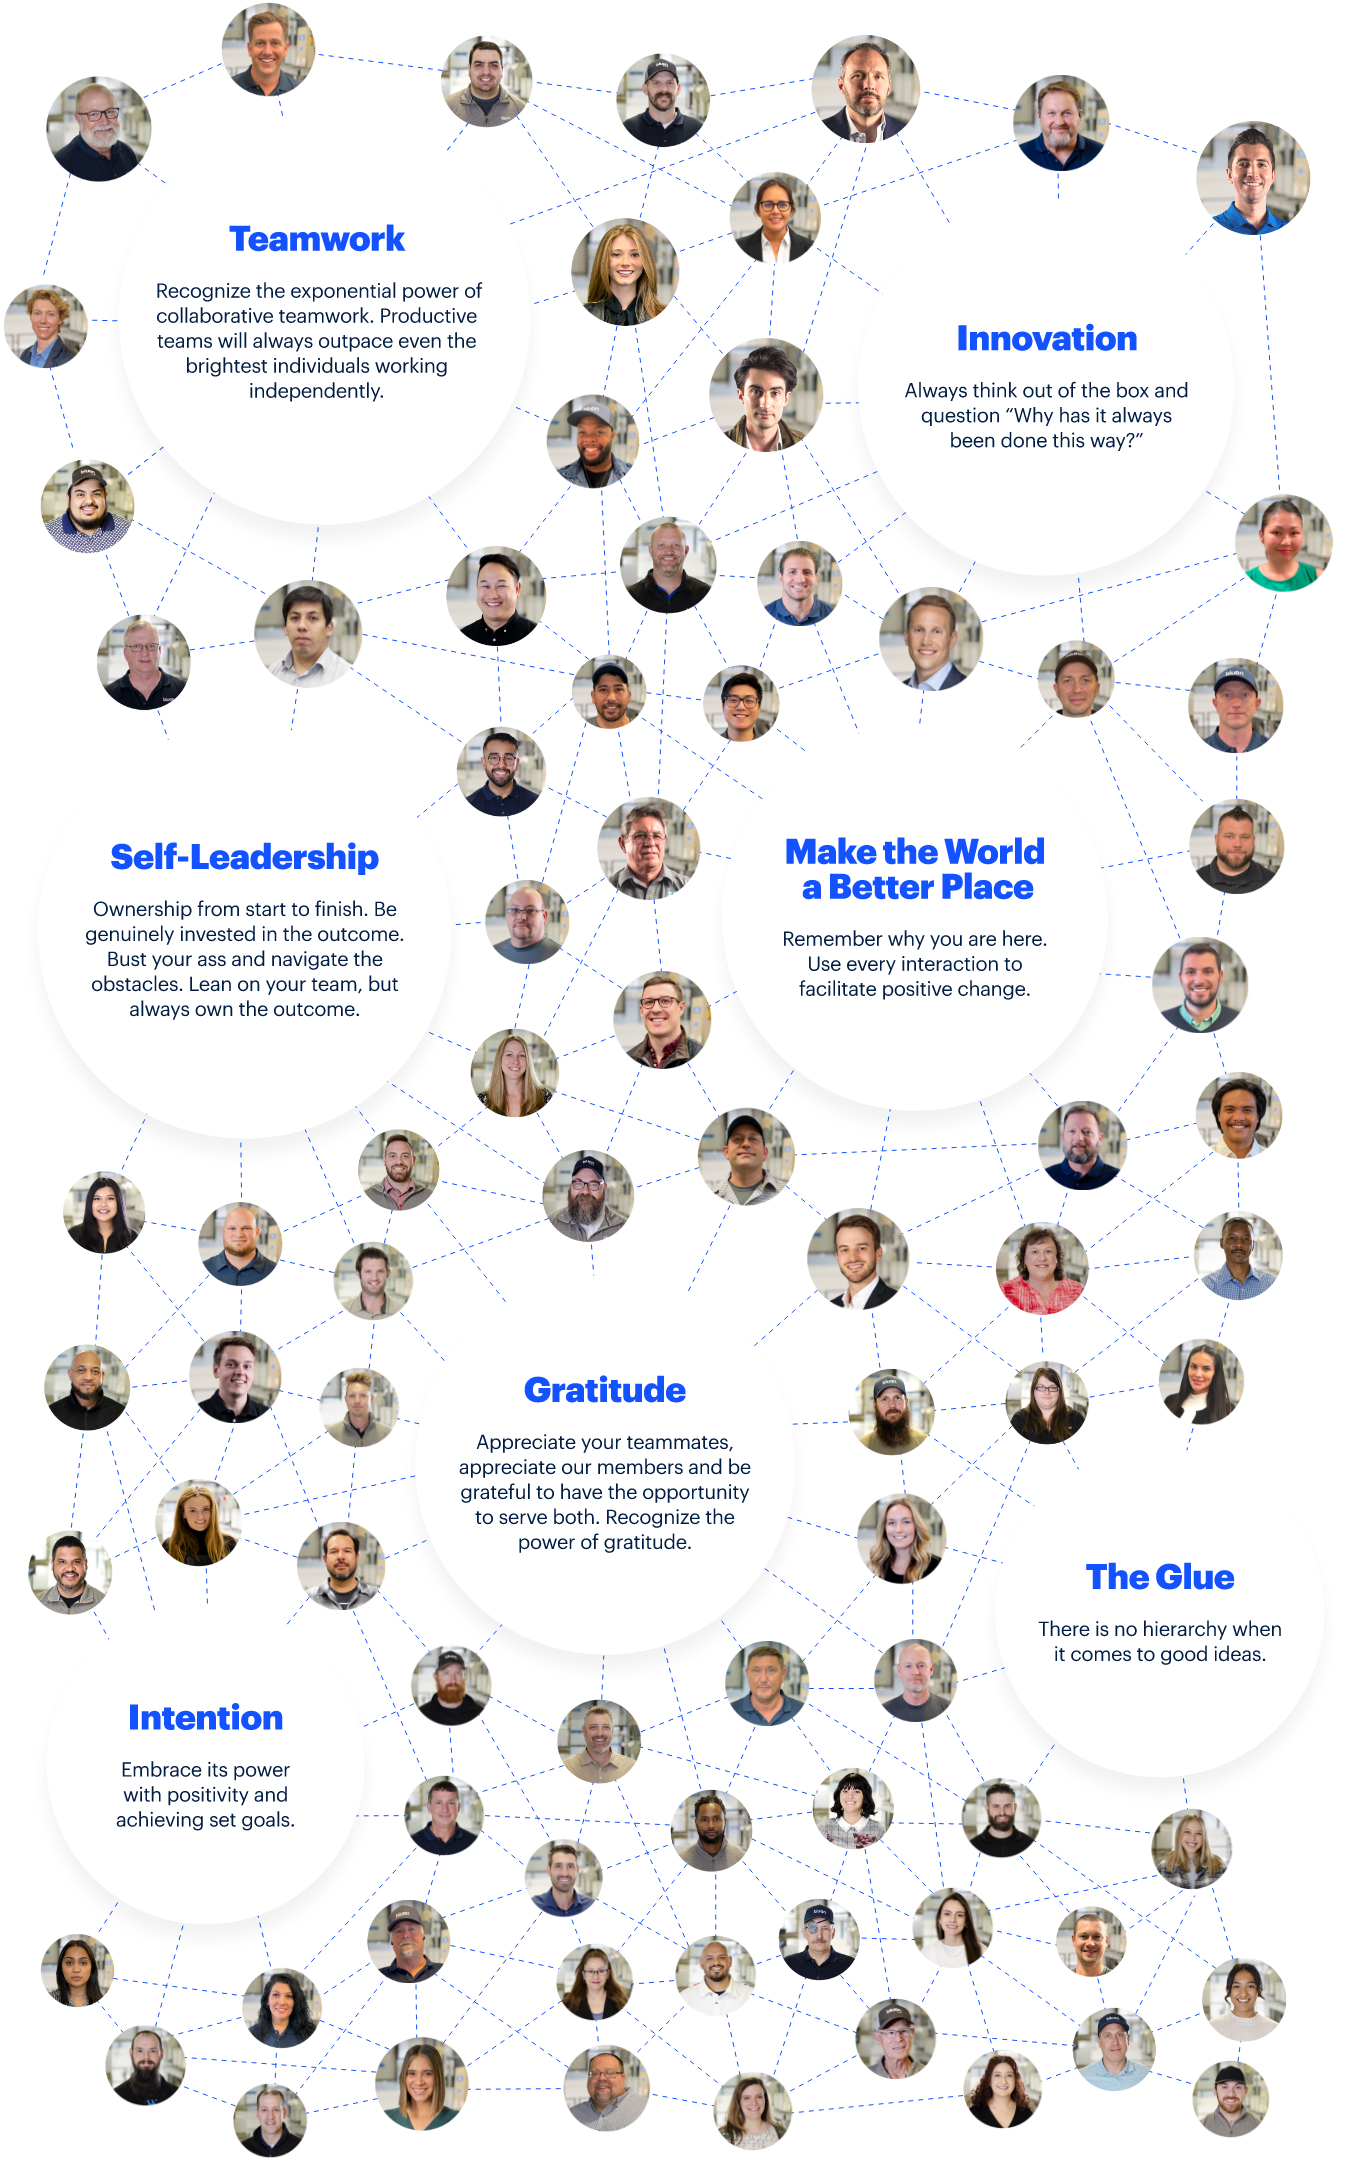 Teamwork
Recognize the exponential power of
collaborative teamwork. Productive
teams will always outpace even the
brightest individuals working
independently.
Innovation
Always think out of the box and
question “Why has it always
been done this way?”
Self-Leadership
Ownership from start to finish. Be
genuinely invested in the outcome.
Bust your ass and navigate the
obstacles. Lean on your team, but
always own the outcome.
Make the World
a Better Place
Remember why you are here.
Use every interaction to
facilitate positive change.
Gratitude
Appreciate your teammates,
appreciate our members and be
grateful to have the opportunity
to serve both. Recognize the
power of gratitude.
The Glue
There is no hierarchy when
it comes to good ideas.
Intention
Embrace its power
with positivity and
achieving set goals.